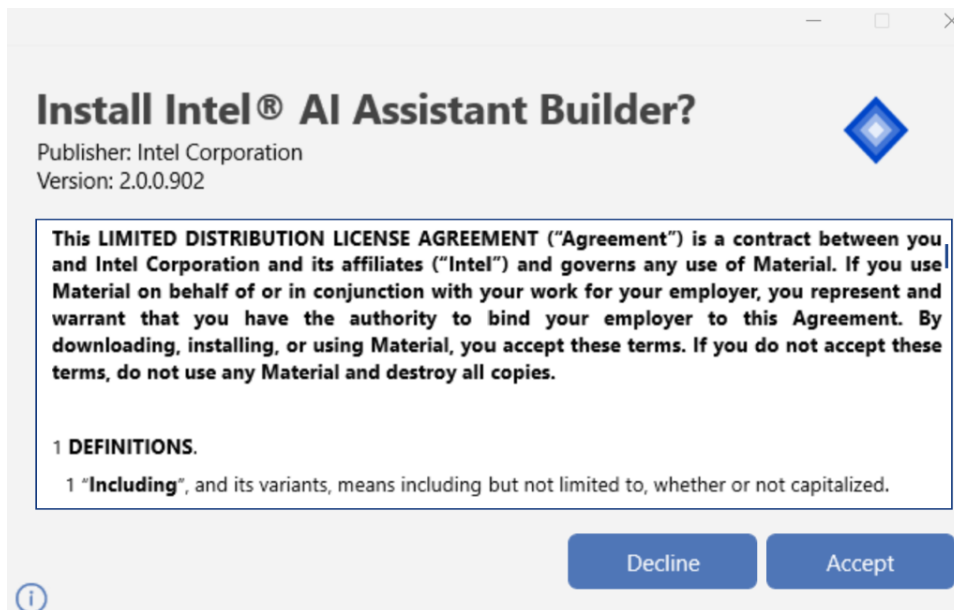 Install Intel® AI Assistant Builder?
Publisher: Intel Corporation
Version: 2.0.0.902
This LIMITED DISTRIBUTION LICENSE AGREEMENT (“Agreement”) is a contract between you
and Intel Corporation and its affiliates (“Intel”) and governs any use of Material. If you use
Material on behalf of or in conjunction with your work for your employer, you represent and
warrant that you have the authority to bind your employer to this Agreement. By
downloading, installing, or using Material, you accept these terms. If you do not accept these
terms, do not use any Material and destroy all copies.
1 DEFINITIONS.
1 “Including”, and its variants, means including but not limited to, whether or not capitalized.
Decline
Accept